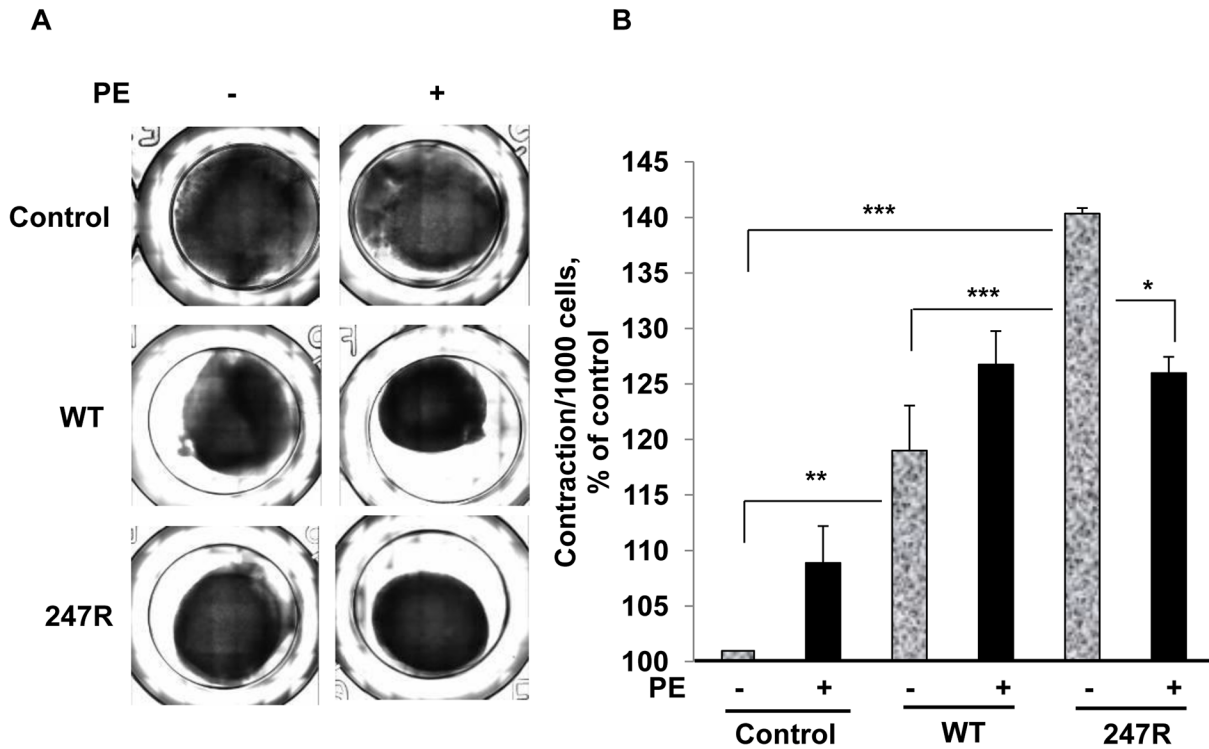 A
B
PE - +
Control
WT
247R
Contraction/1000 cells,
% of control
145
140
135
130
125
120
115
110
105
100
***
***
*
**
PE - + - + - +
Control WT 247R